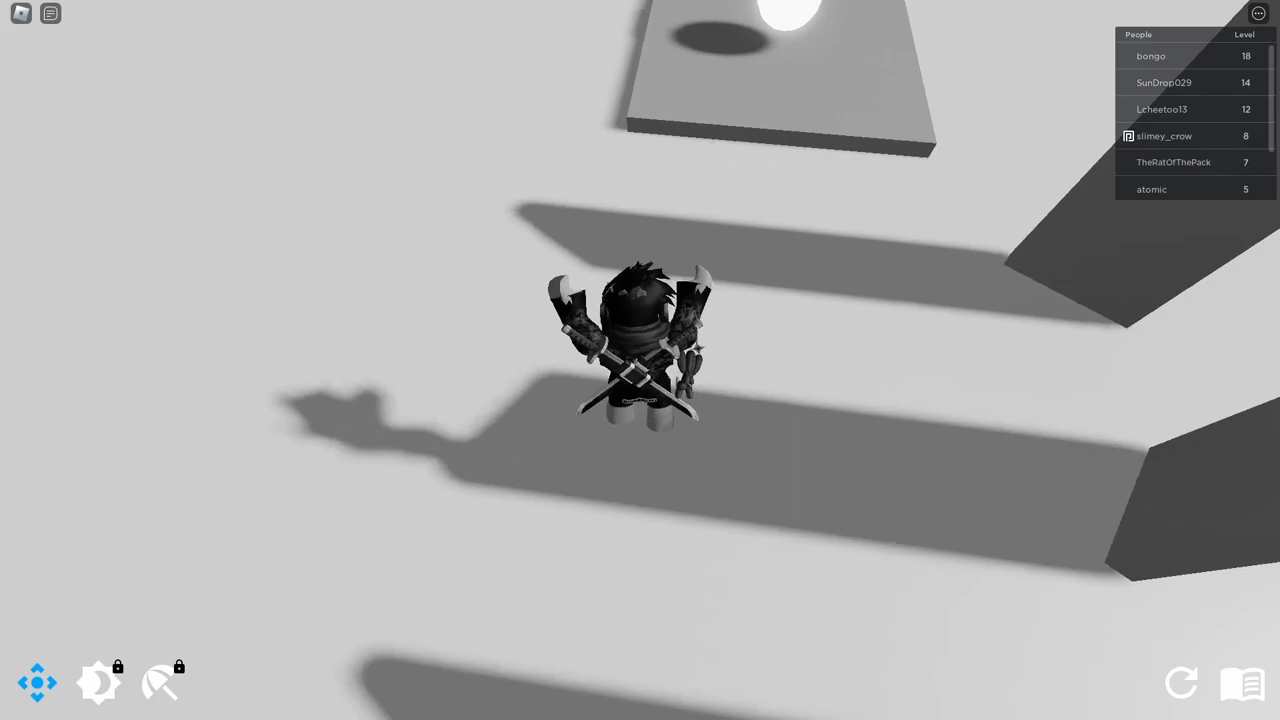 People Level
bongo 18
SunDrop029 14
Lcheetoo13 12
slimey_crow 8
TheRatOfThePack 7
atomic 5